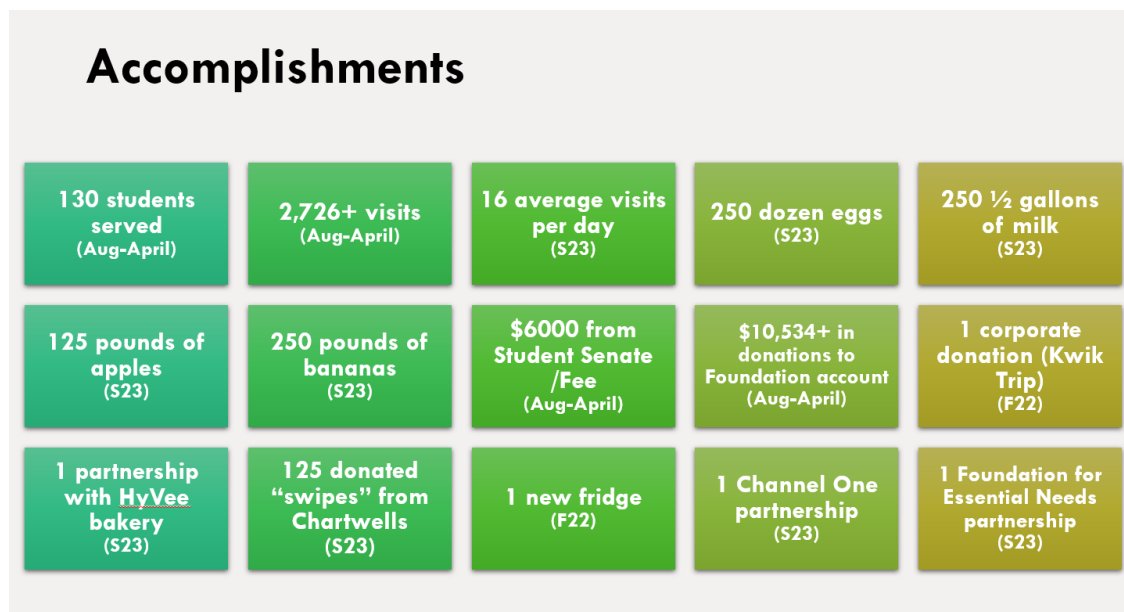 Accomplishments
130 students
served
(Aug-April)
2,726+ visits
(Aug-April)
16 average visits
per day
(S23)
250 dozen eggs
(S23)
250 ½ gallons
of milk
(S23)
125 pounds of
apples
(S23)
250 pounds of
bananas
(S23)
$6000 from
Student Senate
/Fee
(Aug-April)
$10,534+ in
donations to
Foundation account
(Aug-April)
1 corporate
donation (Kwik
Trip)
(F22)
1 partnership
with HyVee
bakery
(S23)
125 donated
“swipes” from
Chartwells
(S23)
1 new fridge
(F22)
1 Channel One
partnership
(S23)
1 Foundation for
Essential Needs
partnership
(S23)